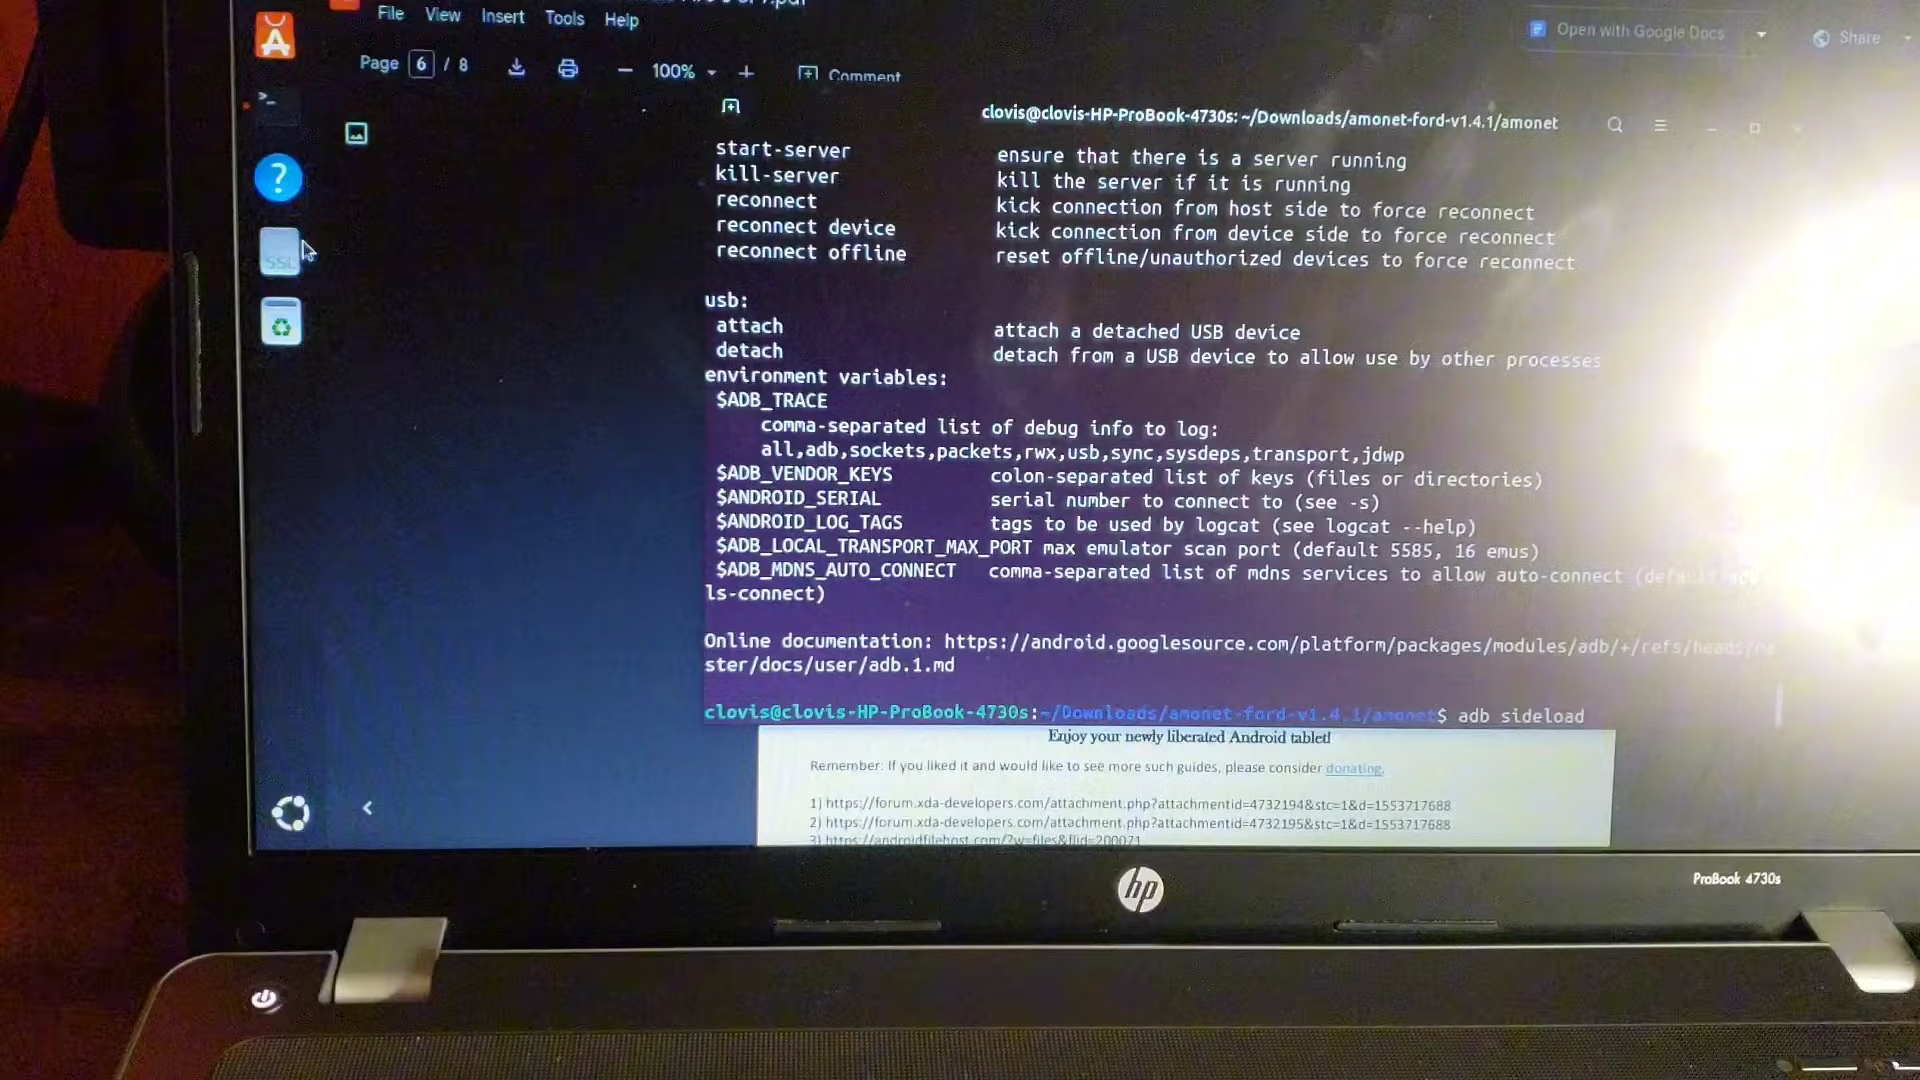 File View Insert Tools Help
Page 6 / 8 100% Comment
Open with Google Docs
Share
clovis@clovis-HP-ProBook-4730s: ~/Downloads/amonet-ford-v1.4.1/amonet
start-server ensure that there is a server running
kill-server kill the server if it is running
reconnect kick connection from host side to force reconnect
reconnect device kick connection from device side to force reconnect
reconnect offline reset offline/unauthorized devices to force reconnect
usb:
attach attach a detached USB device
detach detach from a USB device to allow use by other processes
environment variables:
$ADB_TRACE
comma-separated list of debug info to log:
all,adb,sockets,packets,rwx,usb,sync,sysdeps,transport,jdwp
$ADB_VENDOR_KEYS colon-separated list of keys (files or directories)
$ANDROID_SERIAL serial number to connect to (see -s)
$ANDROID_LOG_TAGS tags to be used by logcat (see logcat --help)
$ADB_LOCAL_TRANSPORT_MAX_PORT max emulator scan port (default 5585, 16 emus)
$ADB_MDNS_AUTO_CONNECT comma-separated list of mdns services to allow auto-connect
ls-connect)
Online documentation: https://android.googlesource.com/platform/packages/modules/adb/+/refs/heads/
ster/docs/user/adb.1.md
clovis@clovis-HP-ProBook-4730s:~/Downloads/amonet-ford-v1.4.1/amonet$ adb sideload
Enjoy your newly liberated Android tablet!
Remember: If you liked it and would like to see more such guides, please consider donating.
1) https://forum.xda-developers.com/attachment.php?attachmentid=4732194&stc=1&d=1553717688
2) https://forum.xda-developers.com/attachment.php?attachmentid=4732195&stc=1&d=1553717688
3) https://androidfilehost.com/?w=files&flid=200071
SSD
hp
ProBook 4730s